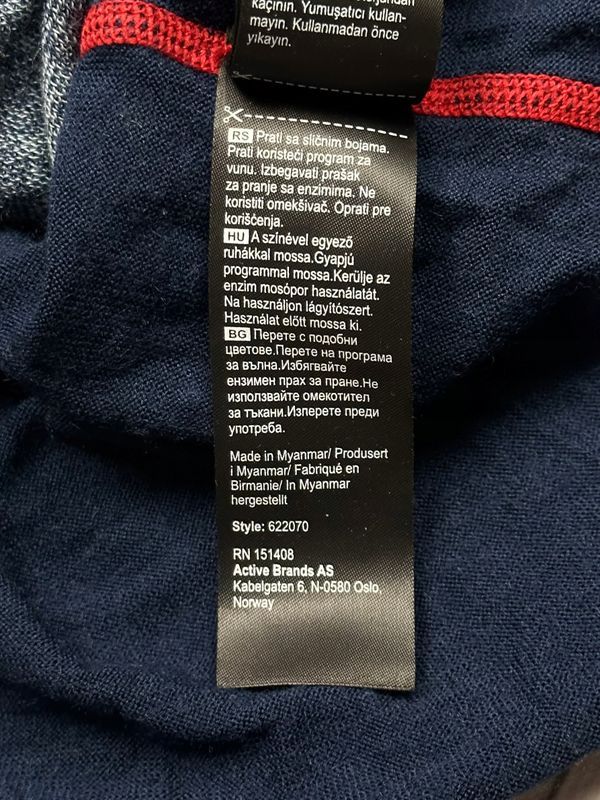 kaçının. Yumuşatıcı kullan-
mayın. Kullanmadan önce
yıkayın.
RS Prati sa sličnim bojama.
Prati koristeći program za
vunu. Izbegavati prašak
za pranje sa enzimima. Ne
koristiti omekšivač. Oprati pre
korišćenja.
HU A színével egyező
ruhákkal mossa.Gyapjú
programmal mossa.Kerülje az
enzim mosópor használatát.
Na használjon lágyítószert.
Használat előtt mossa ki.
BG Перете с подобни
цветове.Перете на програма
за вълна.Избягвайте
ензимен прах за пране.Не
използвайте омекотител
за тъкани.Изперете преди
употреба.
Made in Myanmar/ Produsert
i Myanmar/ Fabriqué en
Birmanie/ In Myanmar
hergestellt
Style: 622070
RN 151408
Active Brands AS
Kabelgaten 6, N-0580 Oslo,
Norway